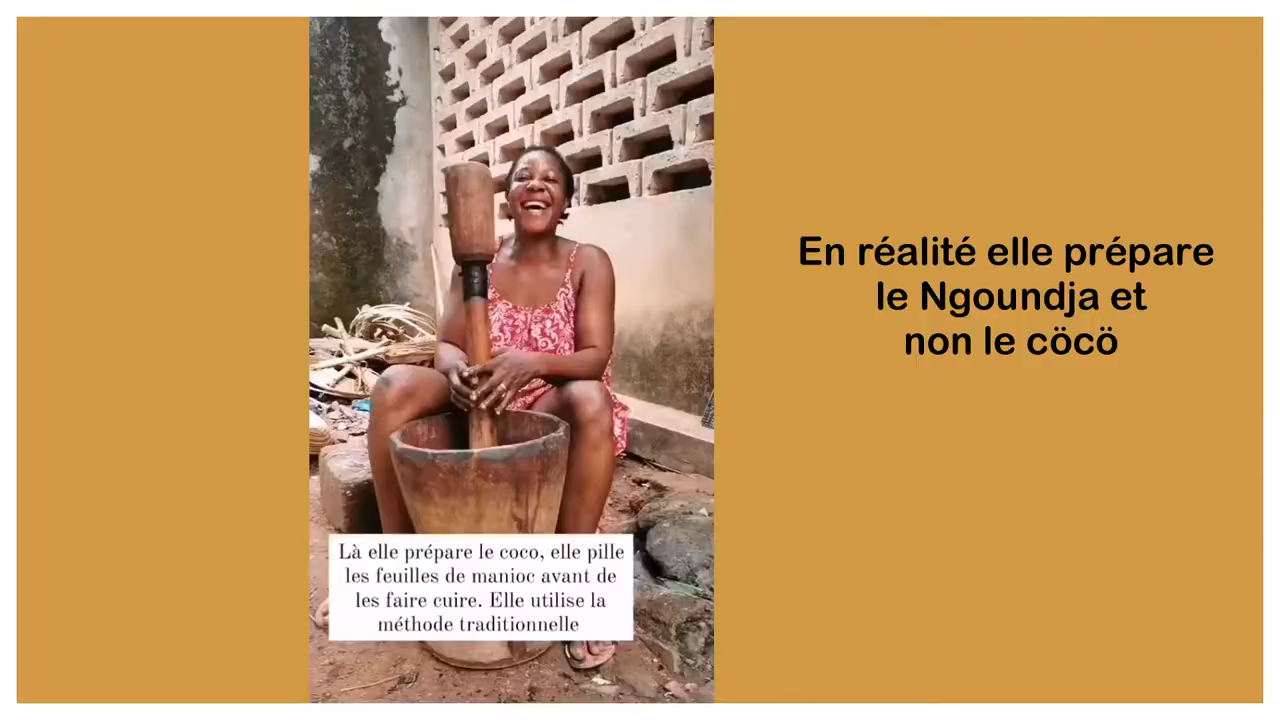 En réalité elle prépare
le Ngoundja et
non le cöcö
Là elle prépare le coco, elle pille
les feuilles de manioc avant de
les faire cuire. Elle utilise la
méthode traditionnelle